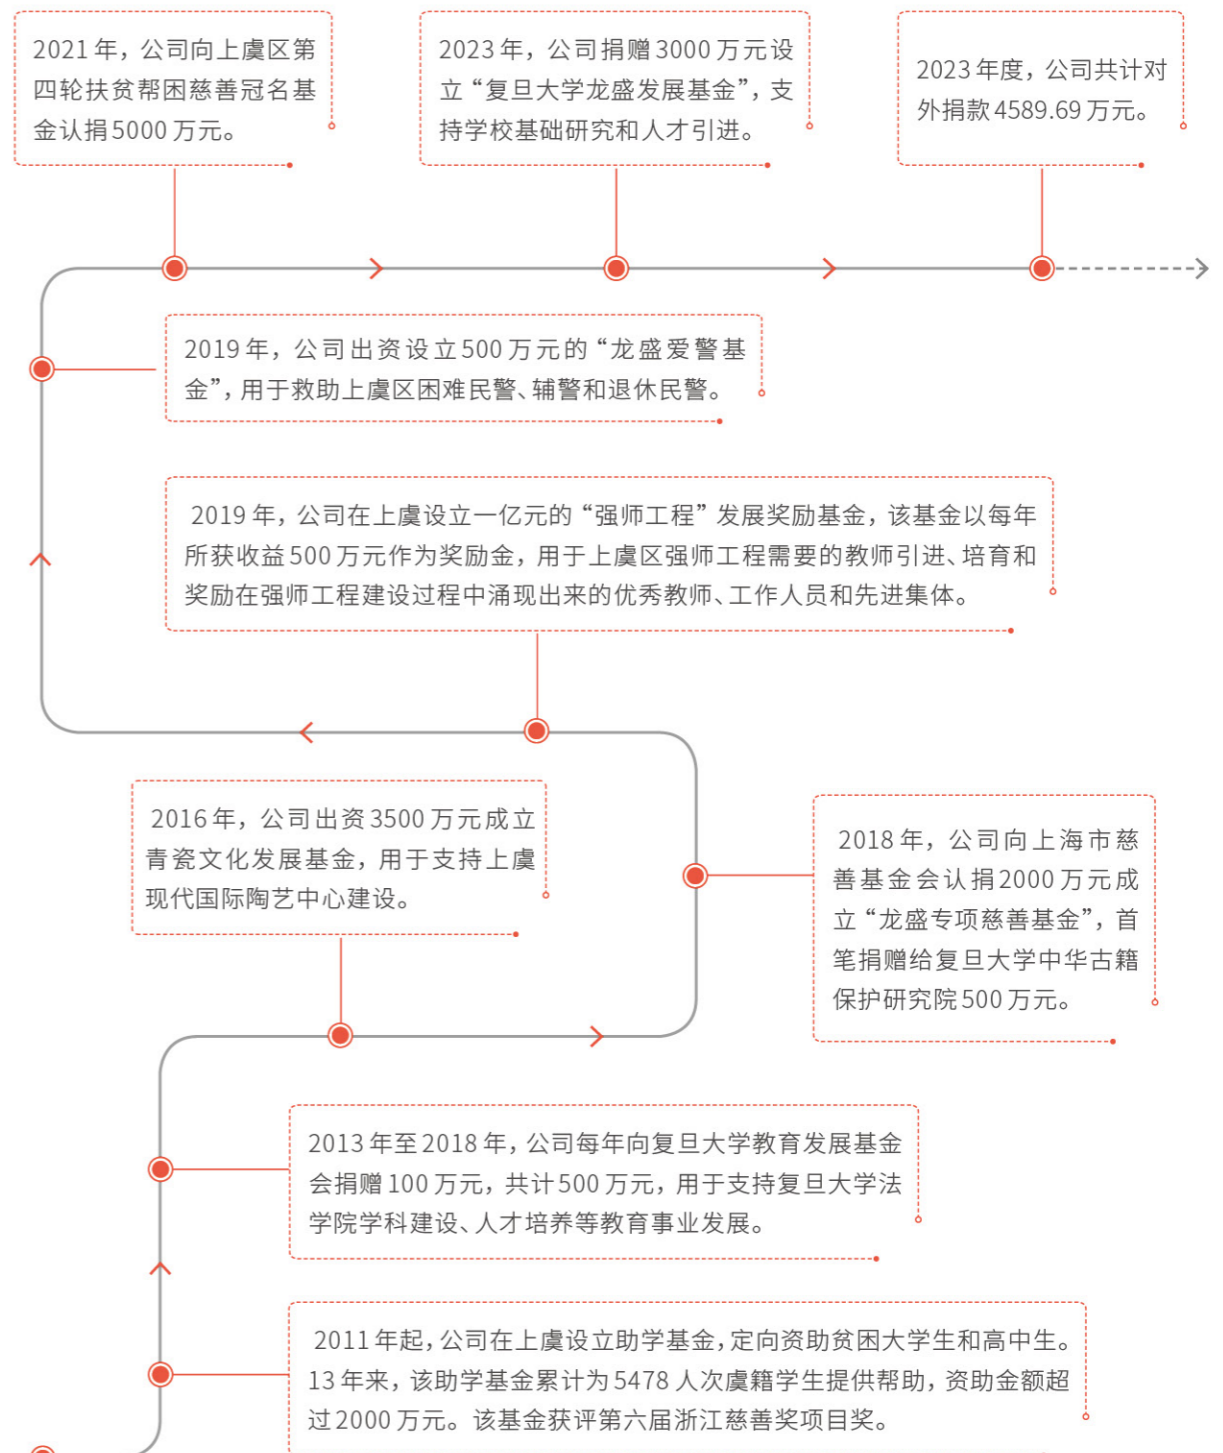 2021年，公司向上虞区第
四轮扶贫帮困慈善冠名基
金认捐5000万元。
2023年，公司捐赠3000万元设
立“复旦大学龙盛发展基金”，支
持学校基础研究和人才引进。
2023年度，公司共计对
外捐款4589.69万元。
2019年，公司出资设立500万元的“龙盛爱警基
金”，用于救助上虞区困难民警、辅警和退休民警。
2019年，公司在上虞设立一亿元的“强师工程”发展奖励基金，该基金以每年
所获收益500万元作为奖励金，用于上虞区强师工程需要的教师引进、培育和
奖励在强师工程建设过程中涌现出来的优秀教师、工作人员和先进集体。
2016年，公司出资3500万元成立
青瓷文化发展基金，用于支持上虞
现代国际陶艺中心建设。
2018年，公司向上海市慈
善基金会认捐2000万元成
立“龙盛专项慈善基金”，首
笔捐赠给复旦大学中华古籍
保护研究院500万元。
2013年至2018年，公司每年向复旦大学教育发展基金
会捐赠100万元，共计500万元，用于支持复旦大学法
学院学科建设、人才培养等教育事业发展。
2011年起，公司在上虞设立助学基金，定向资助贫困大学生和高中生。
13年来，该助学基金累计为5478人次虞籍学生提供帮助，资助金额超
过2000万元。该基金获评第六届浙江慈善奖项目奖。